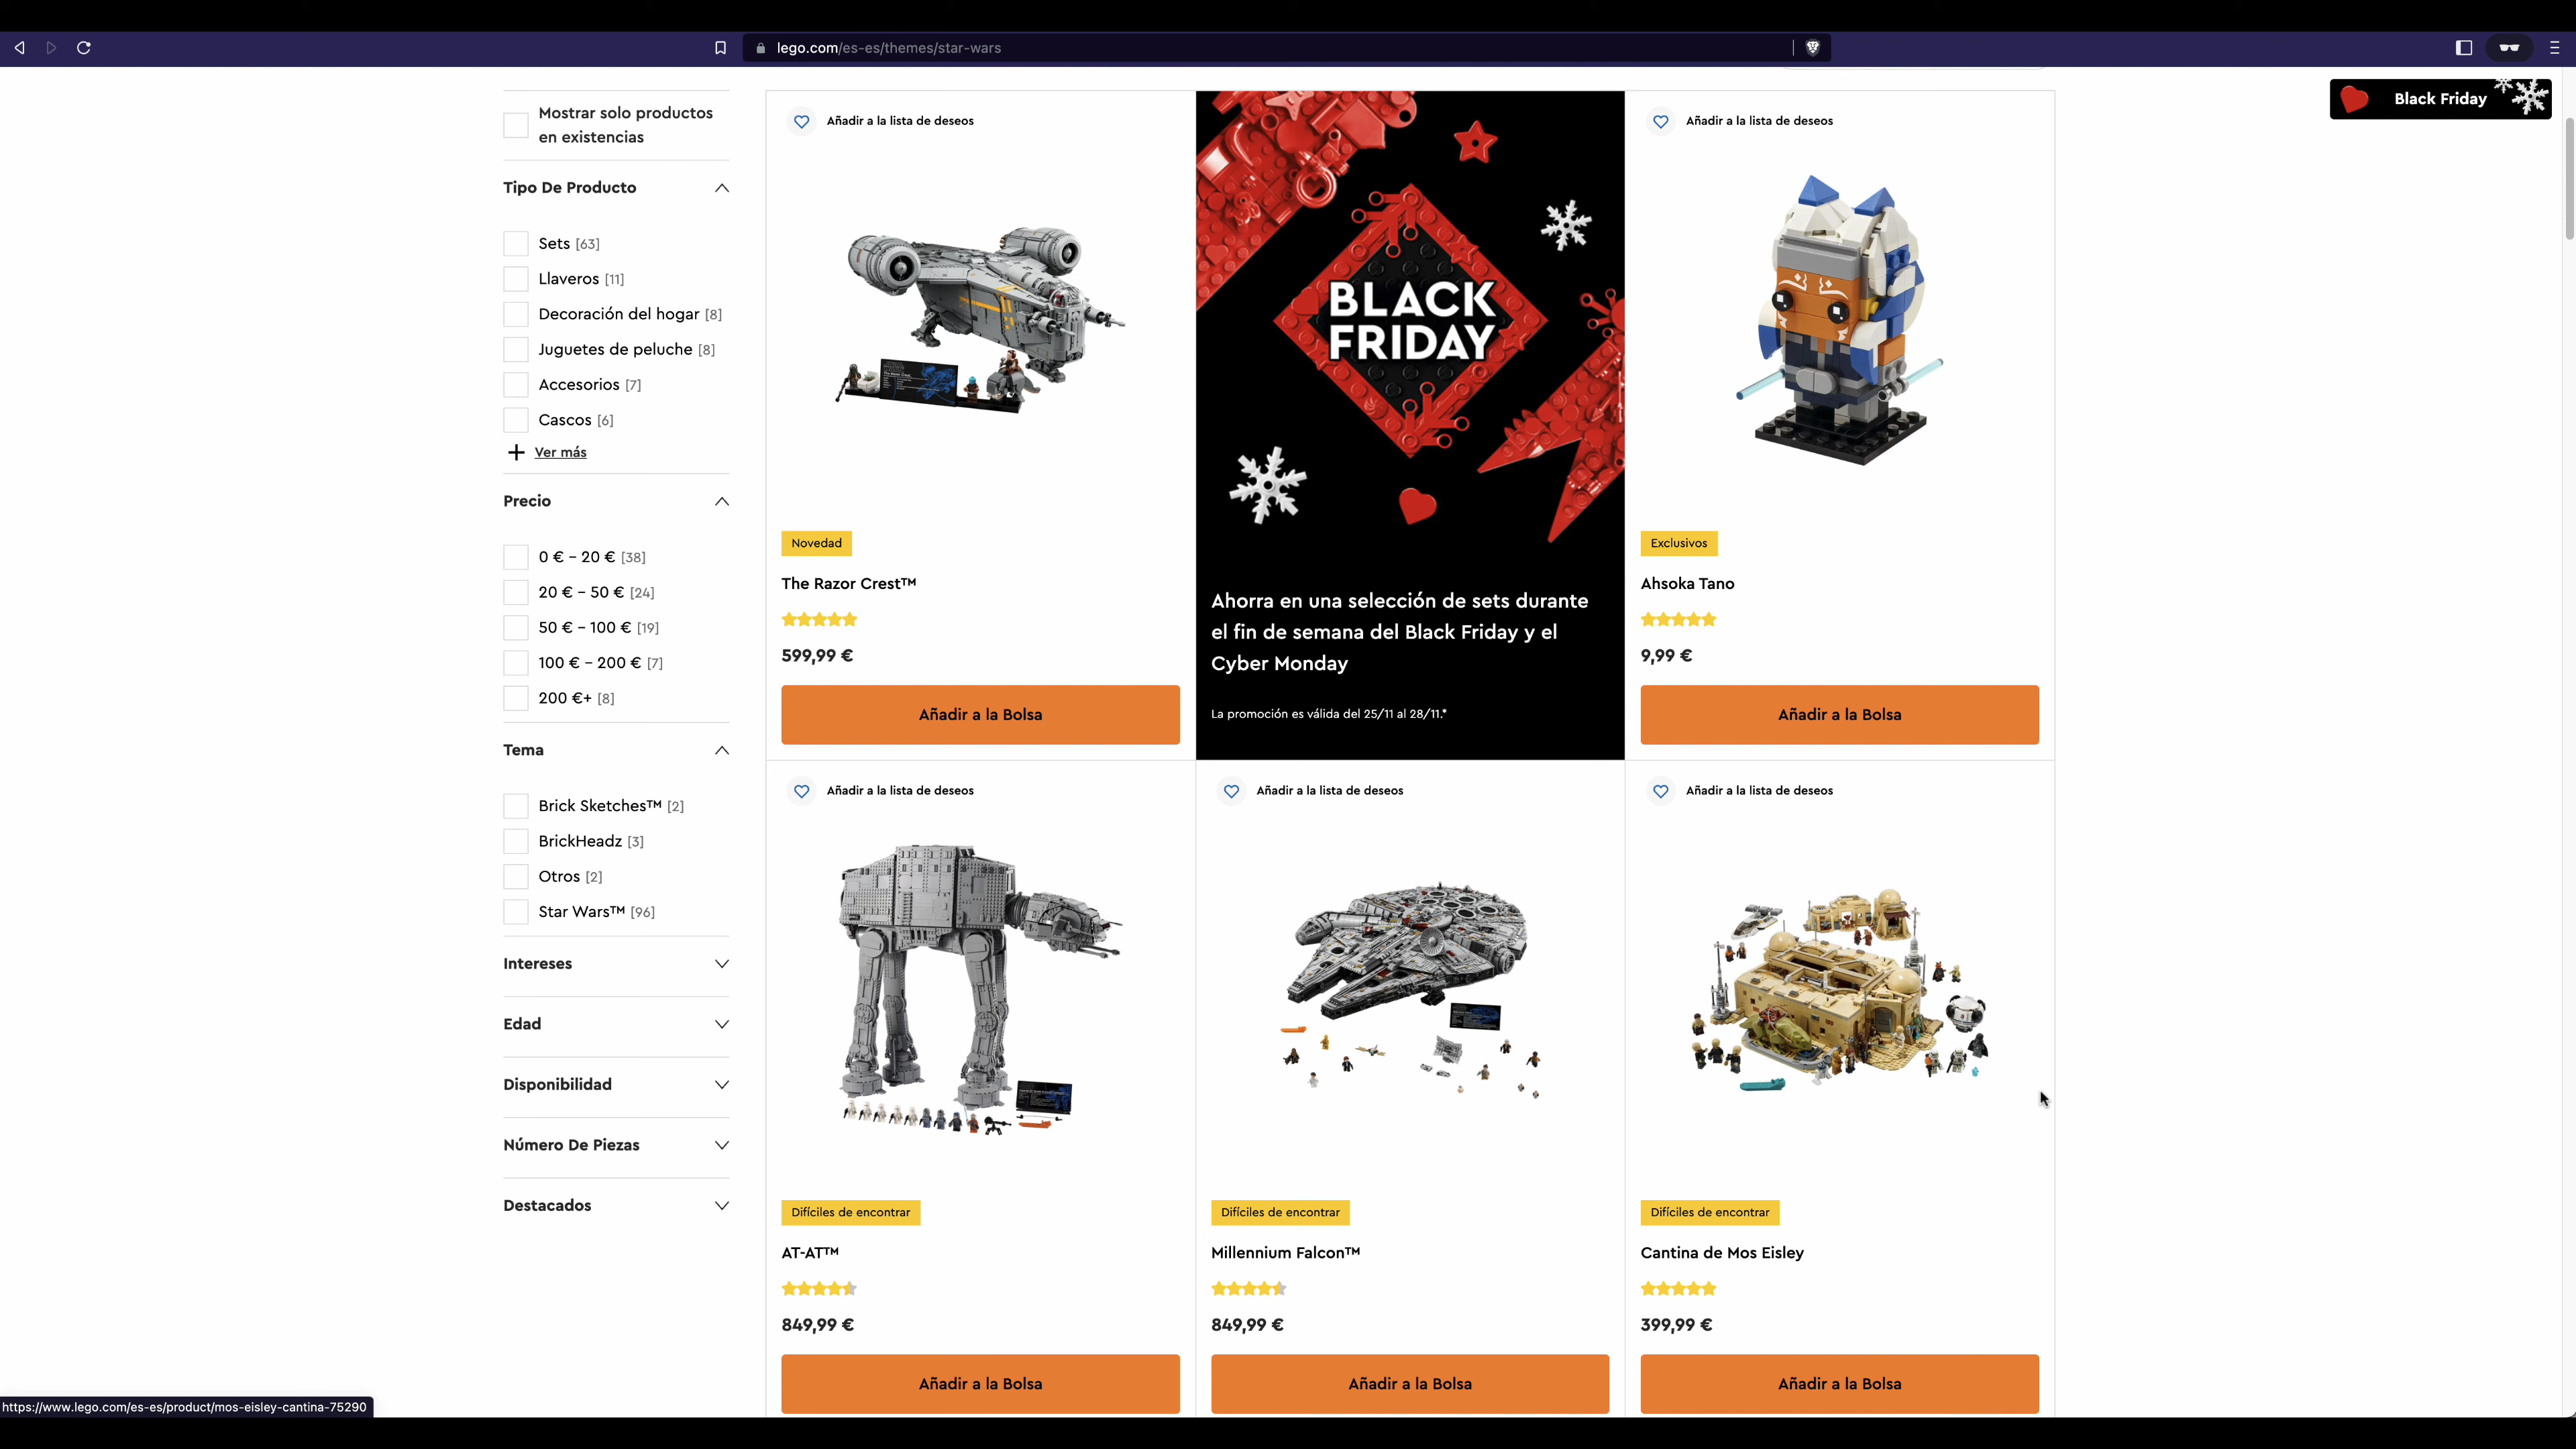 lego.com/es-es/themes/star-wars
Black Friday
Mostrar solo productos
en existencias
Tipo De Producto
Sets [63]
Llaveros [11]
Decoración del hogar [8]
Juguetes de peluche [8]
Accesorios [7]
Cascos [6]
Ver más
Precio
0 € - 20 € [38]
20 € - 50 € [24]
50 € - 100 € [19]
100 € - 200 € [7]
200 €+ [8]
Tema
Brick Sketches™ [2]
BrickHeadz [3]
Otros [2]
Star Wars™ [96]
Intereses
Edad
Disponibilidad
Número De Piezas
Destacados
Añadir a la lista de deseos
Novedad
The Razor Crest™
599,99 €
Añadir a la Bolsa
BLACK
FRIDAY
Ahorra en una selección de sets durante
el fin de semana del Black Friday y el
Cyber Monday
La promoción es válida del 25/11 al 28/11.*
Añadir a la lista de deseos
Exclusivos
Ahsoka Tano
9,99 €
Añadir a la Bolsa
Añadir a la lista de deseos
Difíciles de encontrar
AT-AT™
849,99 €
Añadir a la Bolsa
Añadir a la lista de deseos
Difíciles de encontrar
Millennium Falcon™
849,99 €
Añadir a la Bolsa
Añadir a la lista de deseos
Difíciles de encontrar
Cantina de Mos Eisley
399,99 €
Añadir a la Bolsa
https://www.lego.com/es-es/product/mos-eisley-cantina-75290